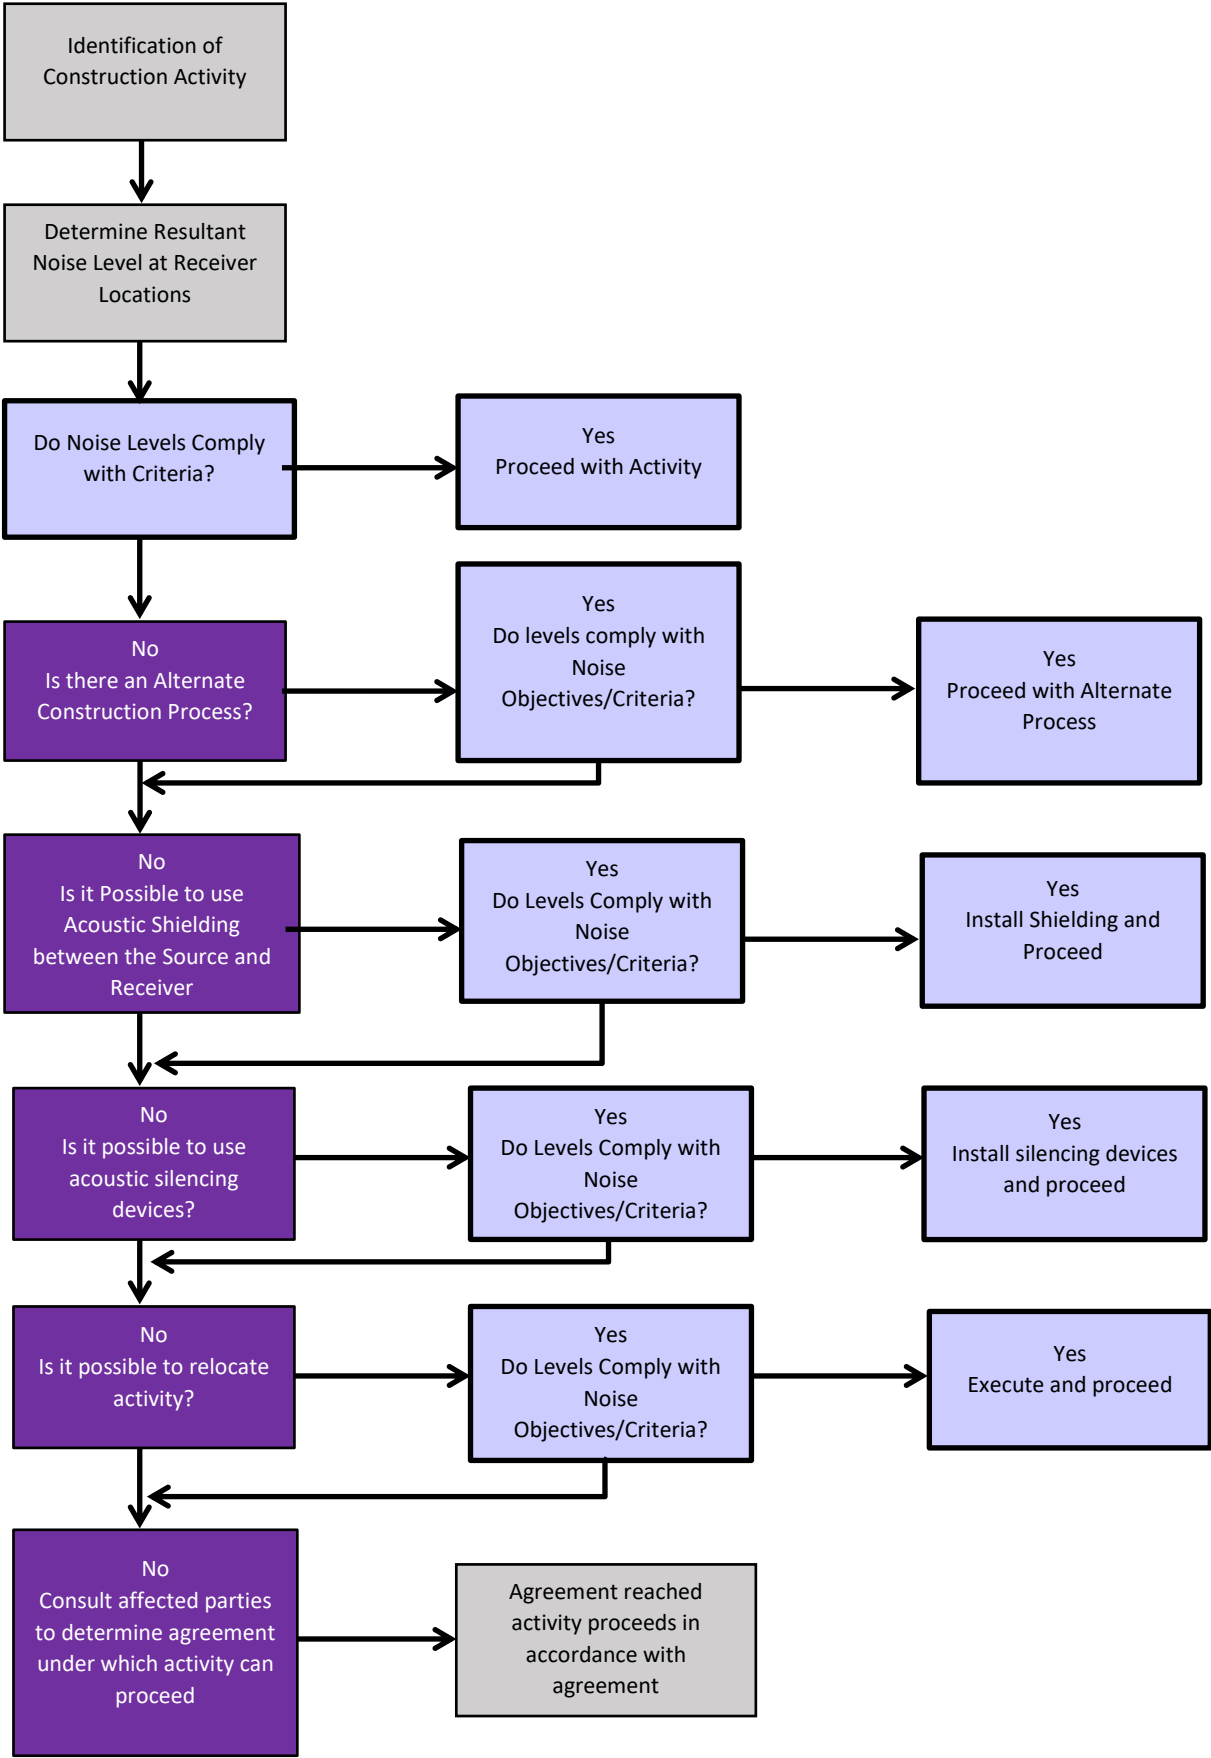 Identification of
Construction Activity
Determine Resultant
Noise Level at Receiver
Locations
Do Noise Levels Comply
with Criteria?
Yes
Proceed with Activity
No
Is there an Alternate
Construction Process?
Yes
Do levels comply with
Noise
Objectives/Criteria?
Yes
Proceed with Alternate
Process
No
Is it Possible to use
Acoustic Shielding
between the Source and
Receiver
Yes
Do Levels Comply with
Noise
Objectives/Criteria?
Yes
Install Shielding and
Proceed
No
Is it possible to use
acoustic silencing
devices?
Yes
Do Levels Comply with
Noise
Objectives/Criteria?
Yes
Install silencing devices
and proceed
No
Is it possible to relocate
activity?
Yes
Do Levels Comply with
Noise
Objectives/Criteria?
Yes
Execute and proceed
No
Consult affected parties
to determine agreement
under which activity can
proceed
Agreement reached
activity proceeds in
accordance with
agreement